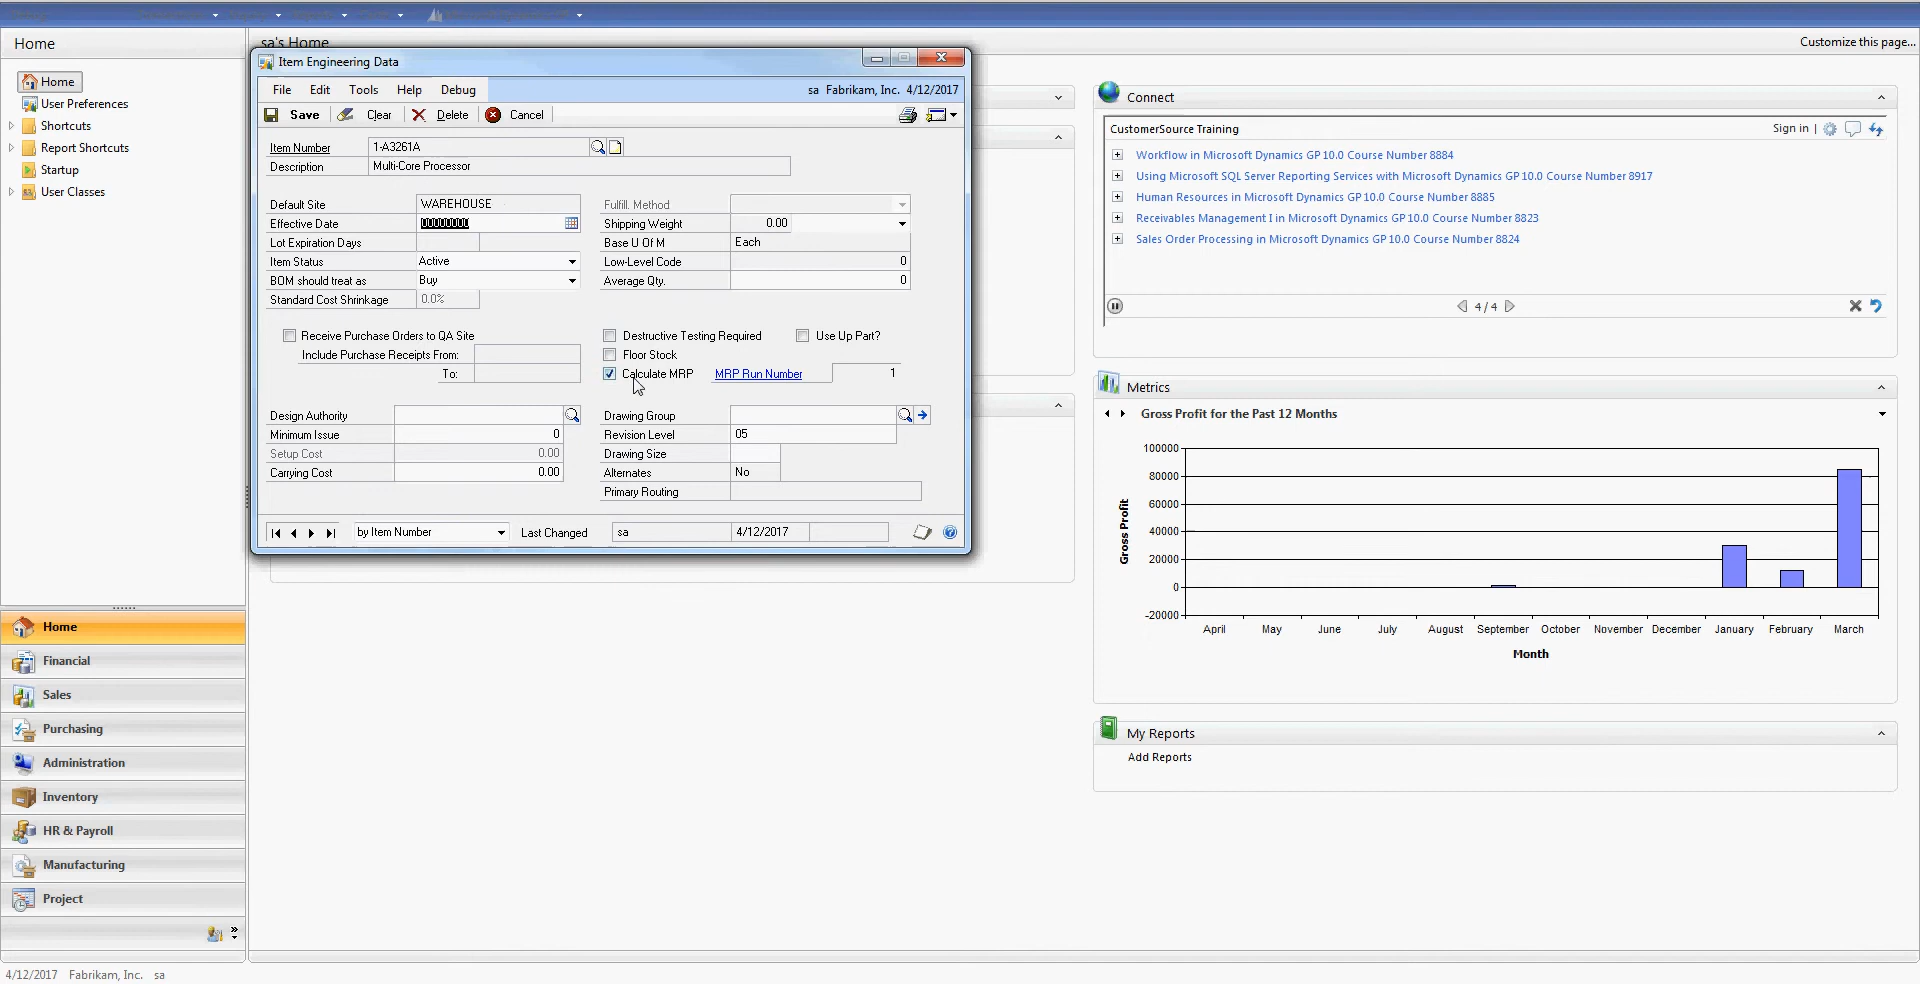 Home
Home
User Preferences
Shortcuts
Report Shortcuts
Startup
User Classes
sa's Home
Customize this page...
Item Engineering Data
File Edit Tools Help Debug
sa Fabrikam, Inc. 4/12/2017
Save Clear Delete Cancel
Item Number 1-A3261A
Description Multi-Core Processor
Default Site WAREHOUSE
Fulfill. Method
Effective Date
Shipping Weight 0.00
Lot Expiration Days
Base U Of M Each
Item Status Active
Low-Level Code 0
BOM should treat as Buy
Average Qty. 0
Standard Cost Shrinkage 0.0%
Receive Purchase Orders to QA Site
Destructive Testing Required
Use Up Part?
Include Purchase Receipts From:
Floor Stock
To:
Calculate MRP
MRP Run Number 1
Design Authority
Drawing Group
Minimum Issue 0
Revision Level 05
Setup Cost 0.00
Drawing Size
Carrying Cost 0.00
Alternates No
Primary Routing
by Item Number
Last Changed sa 4/12/2017
Connect
CustomerSource Training
Sign in |
Workflow in Microsoft Dynamics GP 10.0 Course Number 8884
Using Microsoft SQL Server Reporting Services with Microsoft Dynamics GP 10.0 Course Number 8917
Human Resources in Microsoft Dynamics GP 10.0 Course Number 8885
Receivables Management I in Microsoft Dynamics GP 10.0 Course Number 8823
Sales Order Processing in Microsoft Dynamics GP 10.0 Course Number 8824
4 / 4
Metrics
Gross Profit for the Past 12 Months
100000
80000
60000
40000
20000
0
-20000
Gross Profit
April May June July August September October November December January February March
Month
My Reports
Add Reports
Home
Financial
Sales
Purchasing
Administration
Inventory
HR & Payroll
Manufacturing
Project
4/12/2017 Fabrikam, Inc. sa